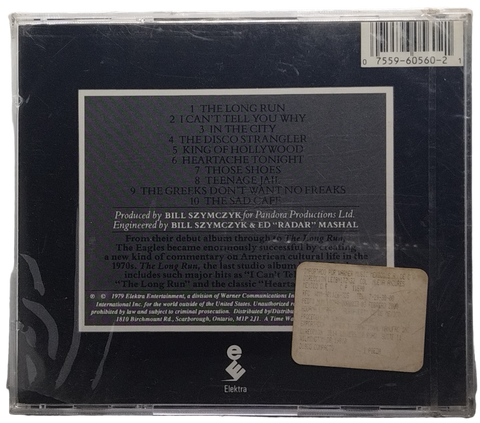 0 7559-60560-2 1
1 THE LONG RUN
2 I CAN'T TELL YOU WHY
3 IN THE CITY
4 THE DISCO STRANGLER
5 KING OF HOLLYWOOD
6 HEARTACHE TONIGHT
7 THOSE SHOES
8 TEENAGE JAIL
9 THE GREEKS DON'T WANT NO FREAKS
10 THE SAD CAFÉ
Produced by BILL SZYMCZYK for Pandora Productions Ltd.
Engineered by BILL SZYMCZYK & ED "RADAR" MASHAL
From their debut album through to The Long Run,
The Eagles became enormously successful by creating
a new kind of commentary on American cultural life in the
1970s. The Long Run, the last studio album
includes such major hits as "I Can't Tell
"The Long Run" and the classic "Heartache
℗ © 1979 Elektra Entertainment, a division of Warner Communications In
International Inc. for the world outside of the United States. Unauthorized
prohibited by law and subject to criminal prosecution. Distributed by/Distribu
1810 Birchmount Rd., Scarborough, Ontario, M1P 2J1. A Time Wa
e
Elektra